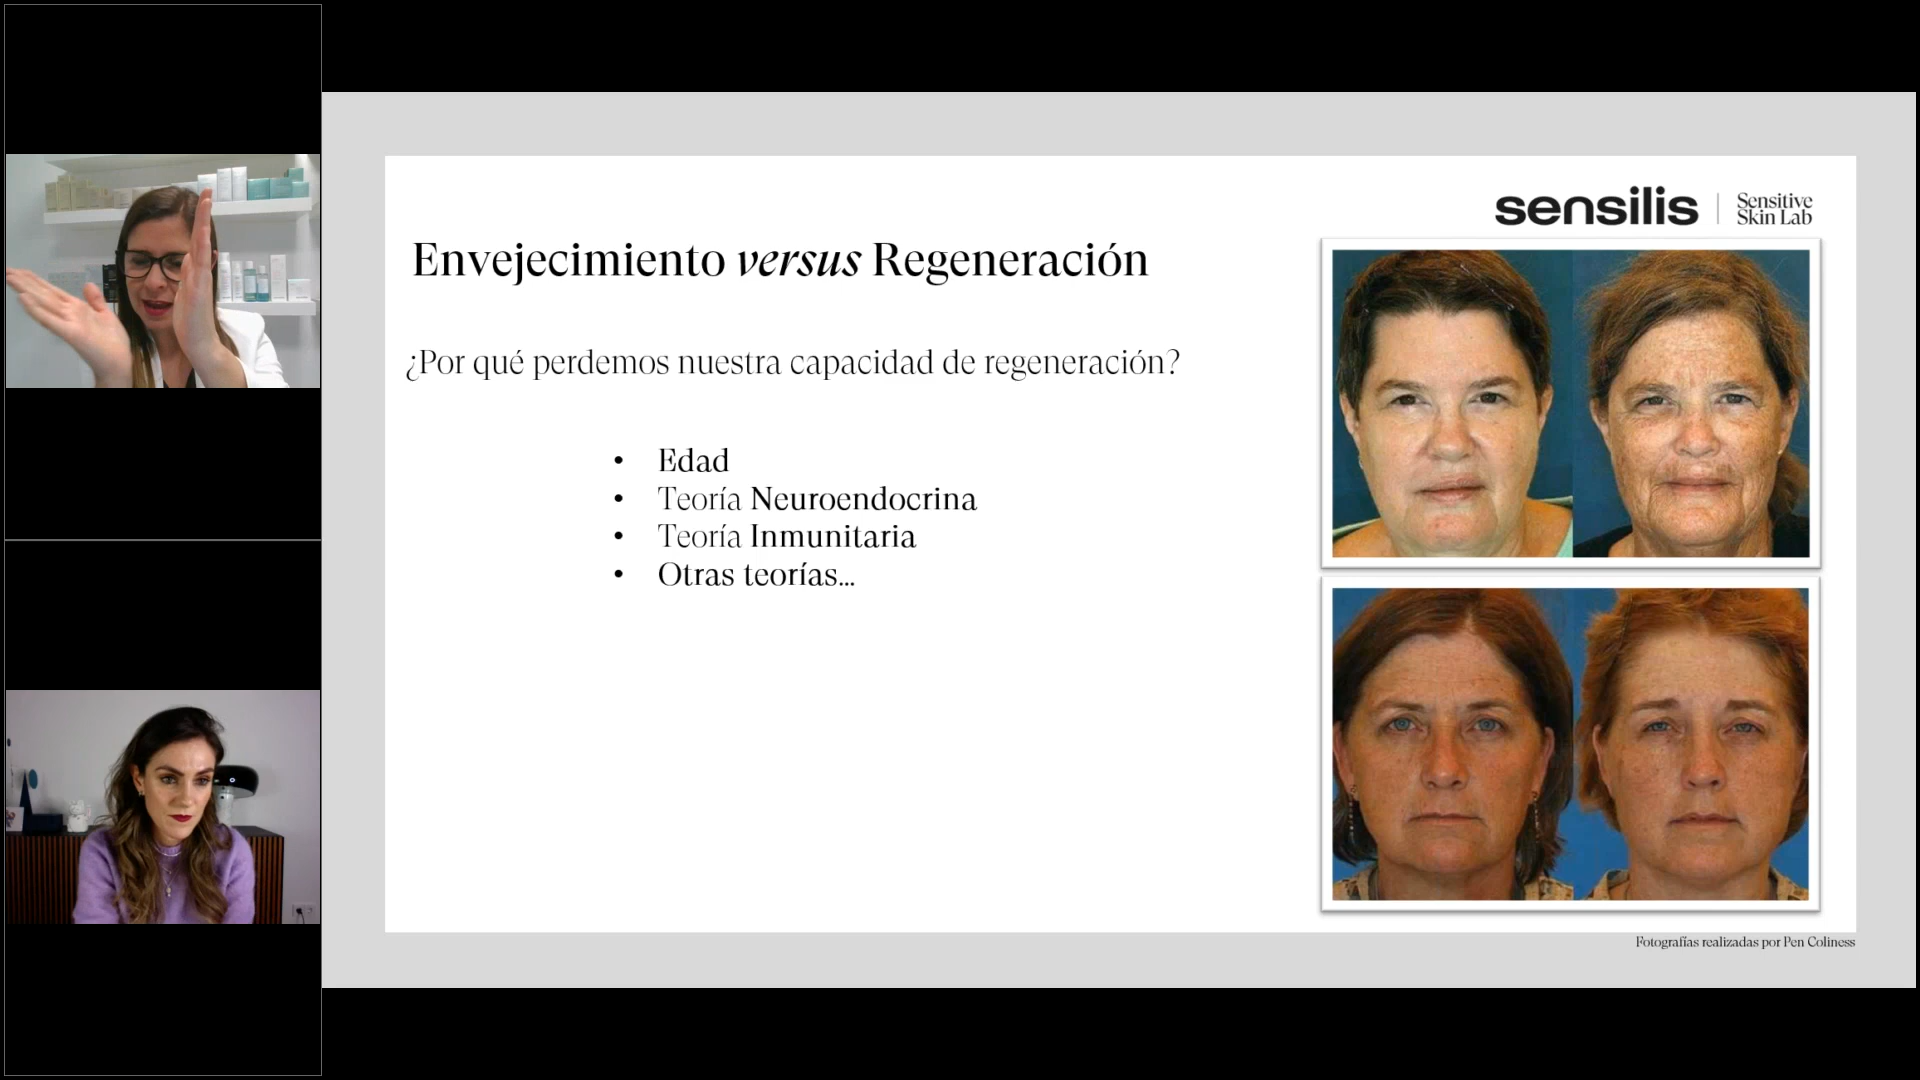 sensilis | Sensitive
Skin Lab
Envejecimiento versus Regeneración
¿Por qué perdemos nuestra capacidad de regeneración?
• Edad
• Teoría Neuroendocrina
• Teoría Inmunitaria
• Otras teorías...
Fotografías realizadas por Pen Coliness